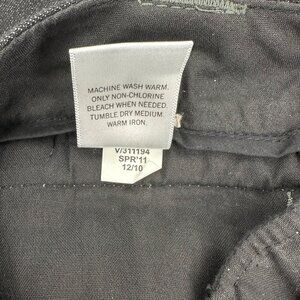 MACHINE WASH WARM.
ONLY NON-CHLORINE
BLEACH WHEN NEEDED.
TUMBLE DRY MEDIUM.
WARM IRON.
V/311194
SPR'11
12/10